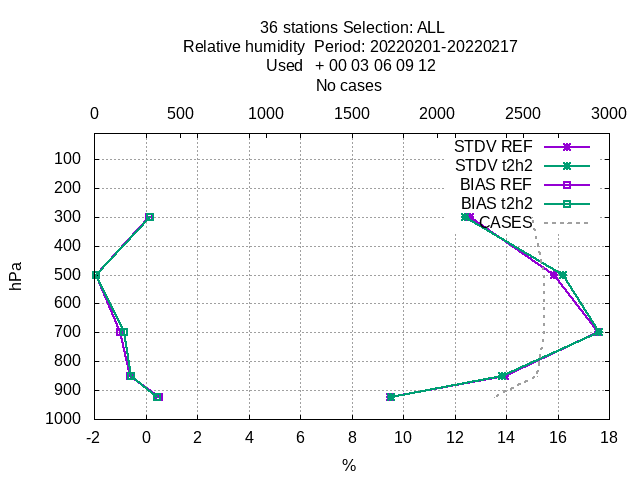 36 stations Selection: ALL
Relative humidity  Period: 20220201-20220217
Used   + 00 03 06 09 12
No cases
0 500 1000 1500 2000 2500 3000
STDV REF
STDV t2h2
BIAS REF
BIAS t2h2
CASES
100
200
300
400
500
600
700
800
900
1000
hPa
-2 0 2 4 6 8 10 12 14 16 18
%